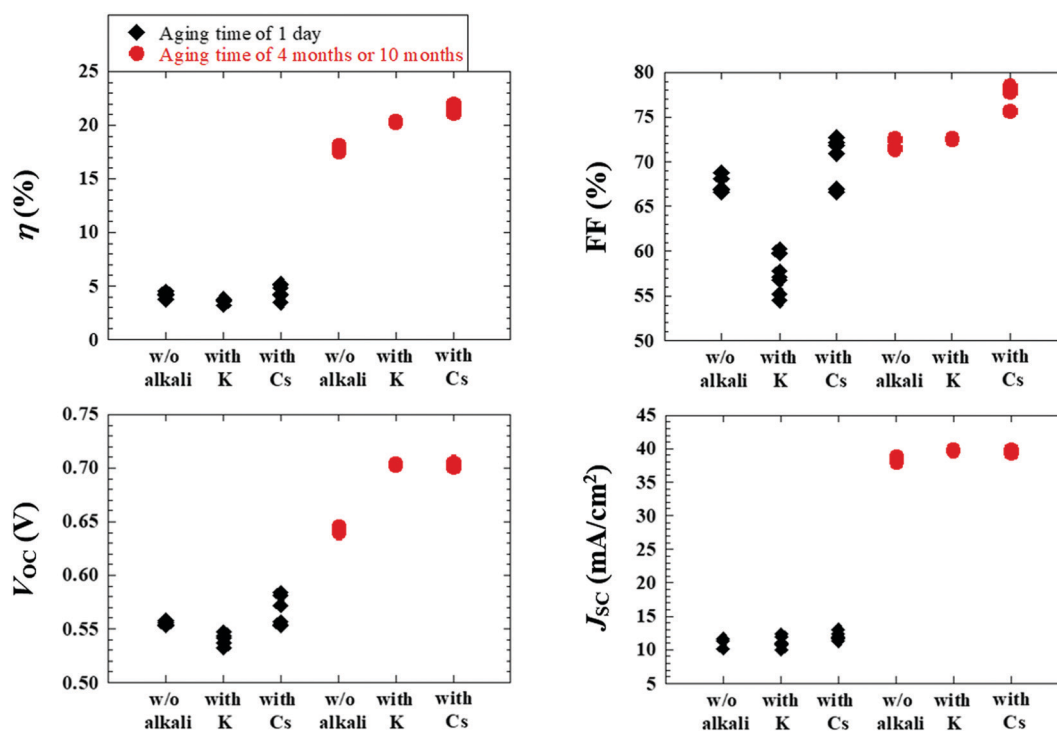 Aging time of 1 day
Aging time of 4 months or 10 months
η (%)
25
20
15
10
5
0
w/o alkali
with K
with Cs
w/o alkali
with K
with Cs
FF (%)
80
75
70
65
60
55
50
w/o alkali
with K
with Cs
w/o alkali
with K
with Cs
VOC (V)
0.75
0.70
0.65
0.60
0.55
0.50
w/o alkali
with K
with Cs
w/o alkali
with K
with Cs
JSC (mA/cm²)
45
40
35
30
25
20
15
10
5
w/o alkali
with K
with Cs
w/o alkali
with K
with Cs